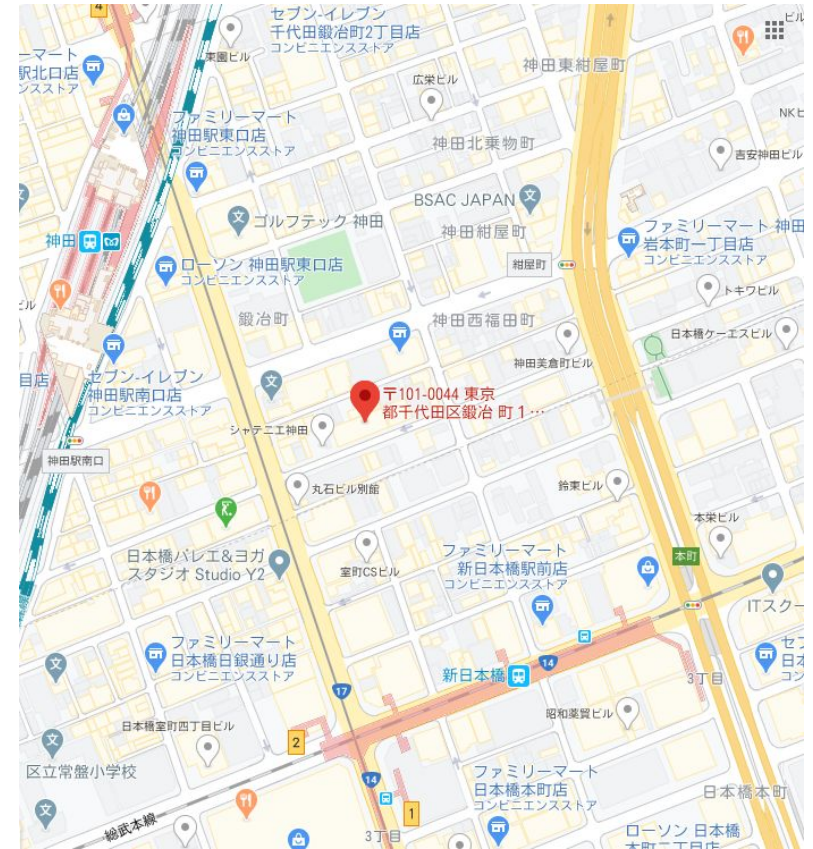 4
セブン-イレブン
千代田鍛冶町2丁目店
コンビニエンスストア
東園ビル
ーマート
駅北口店
ンスストア
広栄ビル
神田東紺屋町
ファミリーマート
神田駅東口店
コンビニエンスストア
神田北乗物町
NKビ
吉安神田ビル
BSAC JAPAN
ゴルフテック 神田
神田紺屋町
ファミリーマート 神田
岩本町一丁目店
コンビニエンスストア
神田
ローソン 神田駅東口店
コンビニエンスストア
紺屋町
トキワビル
ル
鍛冶町
神田西福田町
日本橋ケーエスビル
神田美倉町ビル
目店
セブン-イレブン
神田駅南口店
コンビニエンスストア
〒101-0044 東京
都千代田区鍛冶 町 1 …
シャテニエ神田
神田駅南口
丸石ビル別館
鈴東ビル
本栄ビル
日本橋バレエ&ヨガ
スタジオ Studio Y2
室町CSビル
ファミリーマート
新日本橋駅前店
コンビニエンスストア
本町
ITスクー
ファミリーマート
日本橋日銀通り店
コンビニエンスストア
セブ
日本
コン
新日本橋
14
3丁目
17
昭和薬貿ビル
日本橋室町四丁目ビル
2
区立常盤小学校
14
ファミリーマート
日本橋本町店
コンビニエンスストア
日本橋本町
1
総武本線
3丁目
ローソン 日本橋
本町二丁目店